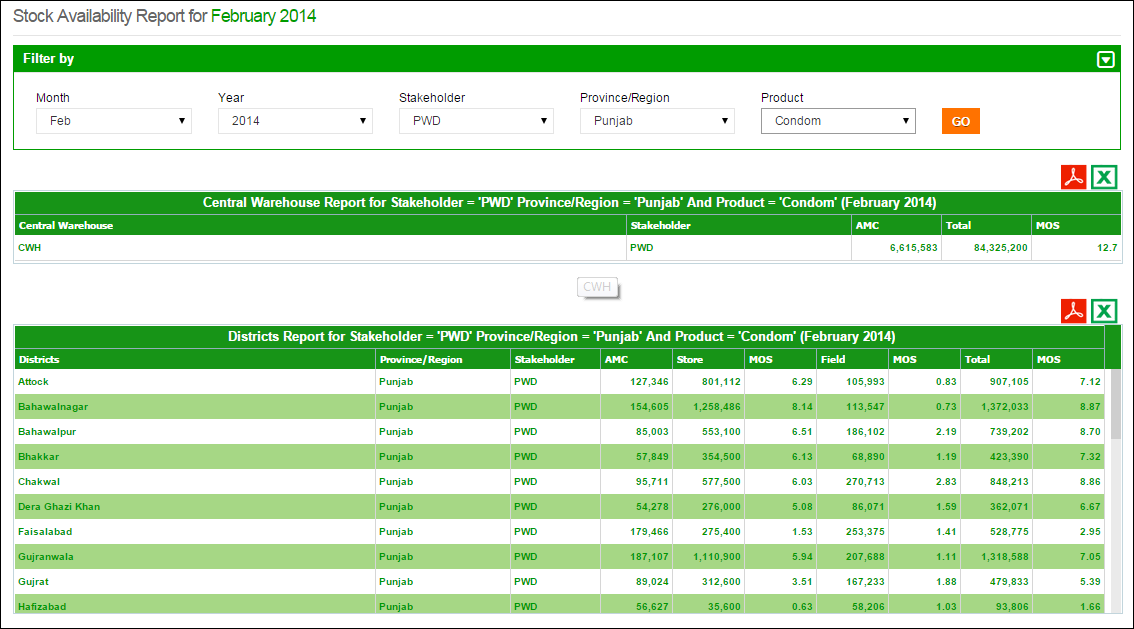 Stock Availability Report for February 2014
Filter by
Month Year Stakeholder Province/Region Product
Feb 2014 PWD Punjab Condom GO
Central Warehouse Report for Stakeholder = 'PWD' Province/Region = 'Punjab' And Product = 'Condom' (February 2014)
Central Warehouse Stakeholder AMC Total MOS
CWH PWD 6,615,583 84,325,200 12.7
CWH
Districts Report for Stakeholder = 'PWD' Province/Region = 'Punjab' And Product = 'Condom' (February 2014)
Districts Province/Region Stakeholder AMC Store MOS Field MOS Total MOS
Attock Punjab PWD 127,346 801,112 6.29 105,993 0.83 907,105 7.12
Bahawalnagar Punjab PWD 154,605 1,258,486 8.14 113,547 0.73 1,372,033 8.87
Bahawalpur Punjab PWD 85,003 553,100 6.51 186,102 2.19 739,202 8.70
Bhakkar Punjab PWD 57,849 354,500 6.13 68,890 1.19 423,390 7.32
Chakwal Punjab PWD 95,711 577,500 6.03 270,713 2.83 848,213 8.86
Dera Ghazi Khan Punjab PWD 54,278 276,000 5.08 86,071 1.59 362,071 6.67
Faisalabad Punjab PWD 179,466 275,400 1.53 253,375 1.41 528,775 2.95
Gujranwala Punjab PWD 187,107 1,110,900 5.94 207,688 1.11 1,318,588 7.05
Gujrat Punjab PWD 89,024 312,600 3.51 167,233 1.88 479,833 5.39
Hafizabad Punjab PWD 56,627 35,600 0.63 58,206 1.03 93,806 1.66